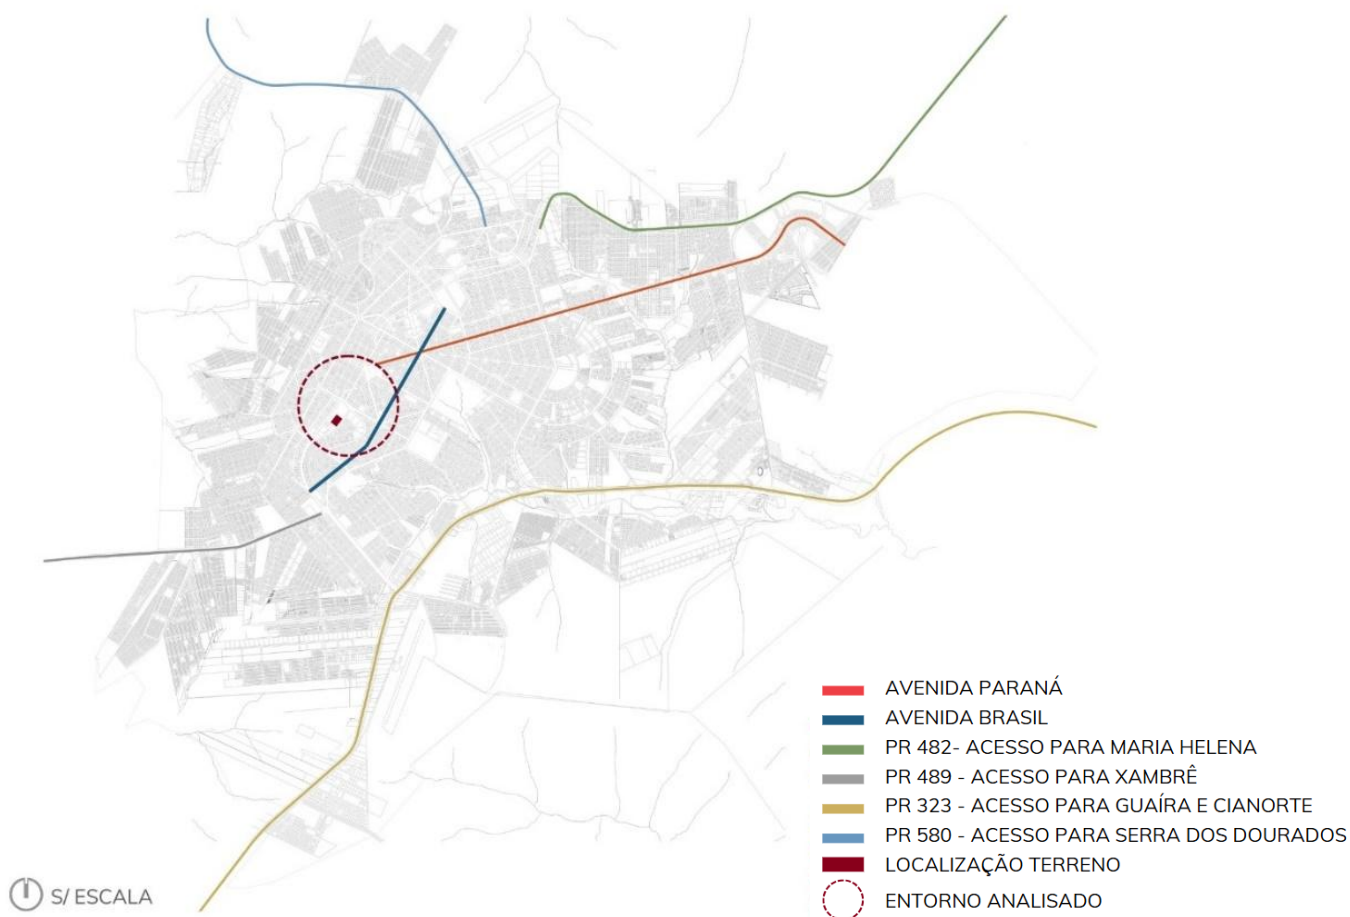 AVENIDA PARANÁ
AVENIDA BRASIL
PR 482- ACESSO PARA MARIA HELENA
PR 489 - ACESSO PARA XAMBRÊ
PR 323 - ACESSO PARA GUAÍRA E CIANORTE
PR 580 - ACESSO PARA SERRA DOS DOURADOS
LOCALIZAÇÃO TERRENO
ENTORNO ANALISADO
S/ ESCALA